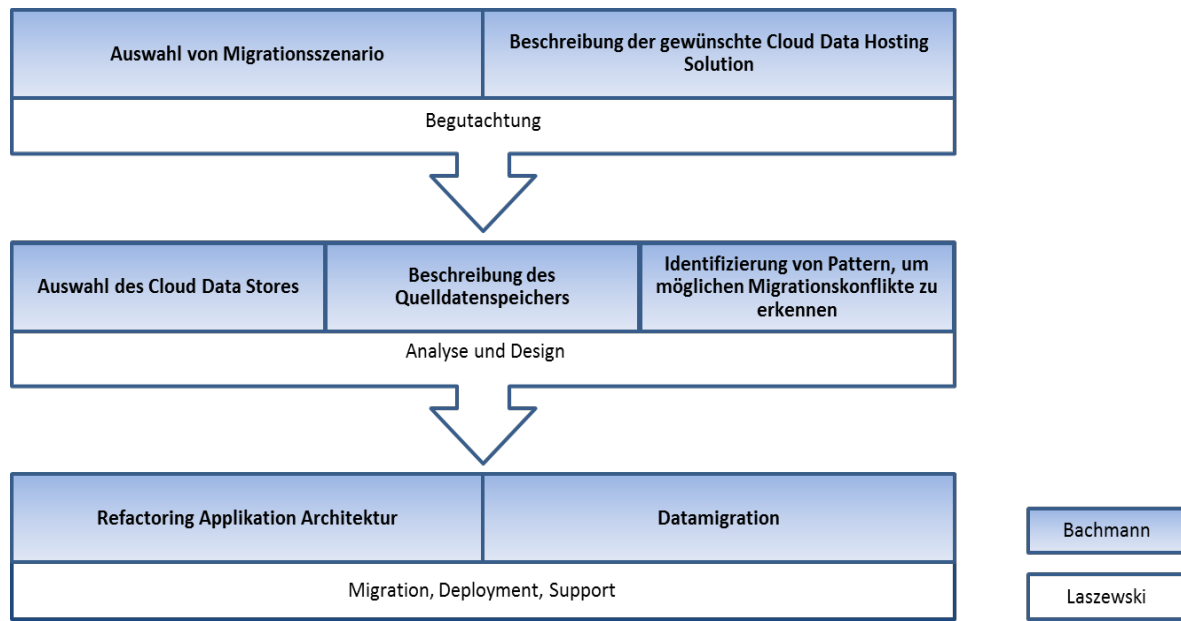 Auswahl von Migrationsszenario
Beschreibung der gewünschte Cloud Data Hosting
Solution
Begutachtung
Auswahl des Cloud Data Stores
Beschreibung des
Quelldatenspeichers
Identifizierung von Pattern, um
möglichen Migrationskonflikte zu
erkennen
Analyse und Design
Refactoring Applikation Architektur
Datamigration
Migration, Deployment, Support
Bachmann
Laszewski